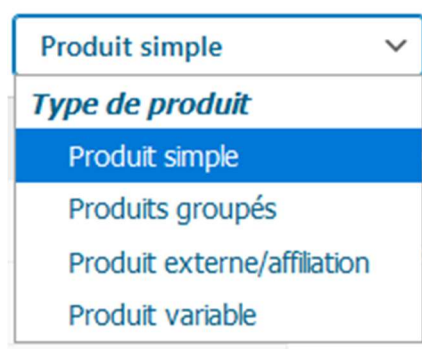 Produit simple
Type de produit
Produit simple
Produits groupés
Produit externe/affiliation
Produit variable